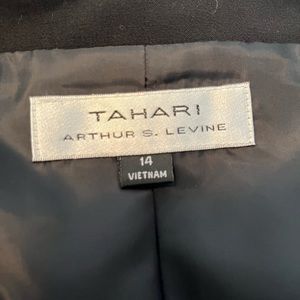 TAHARI
ARTHUR S. LEVINE
14
VIETNAM